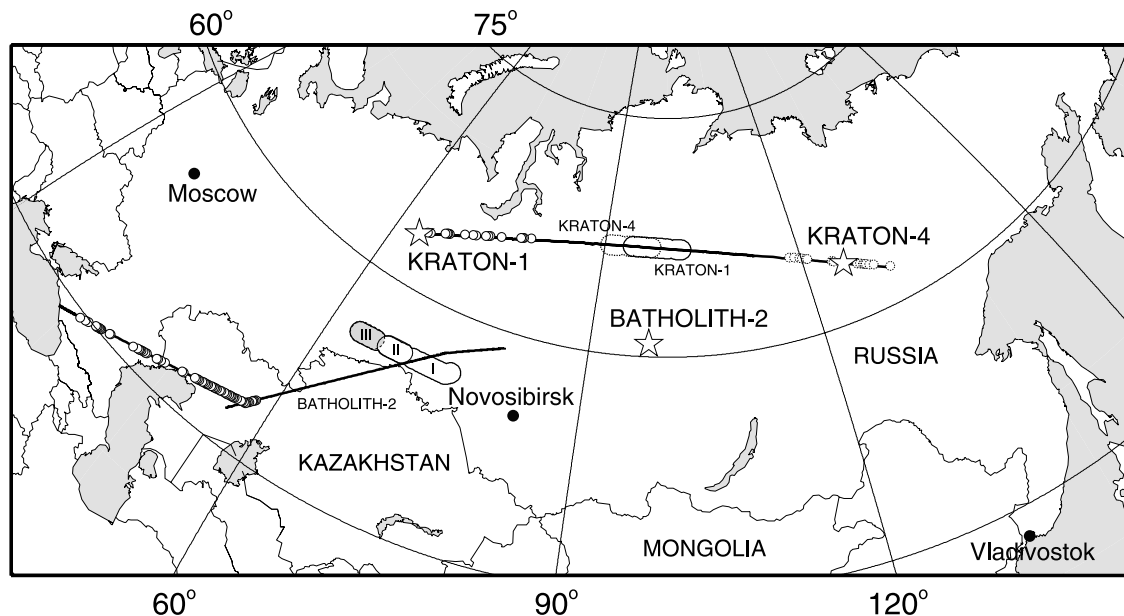 60° 75°
Moscow
KRATON-4
KRATON-4
KRATON-1
KRATON-1
BATHOLITH-2
III
II
I
RUSSIA
Novosibirsk
BATHOLITH-2
KAZAKHSTAN
MONGOLIA
Vladivostok
60° 90° 120°